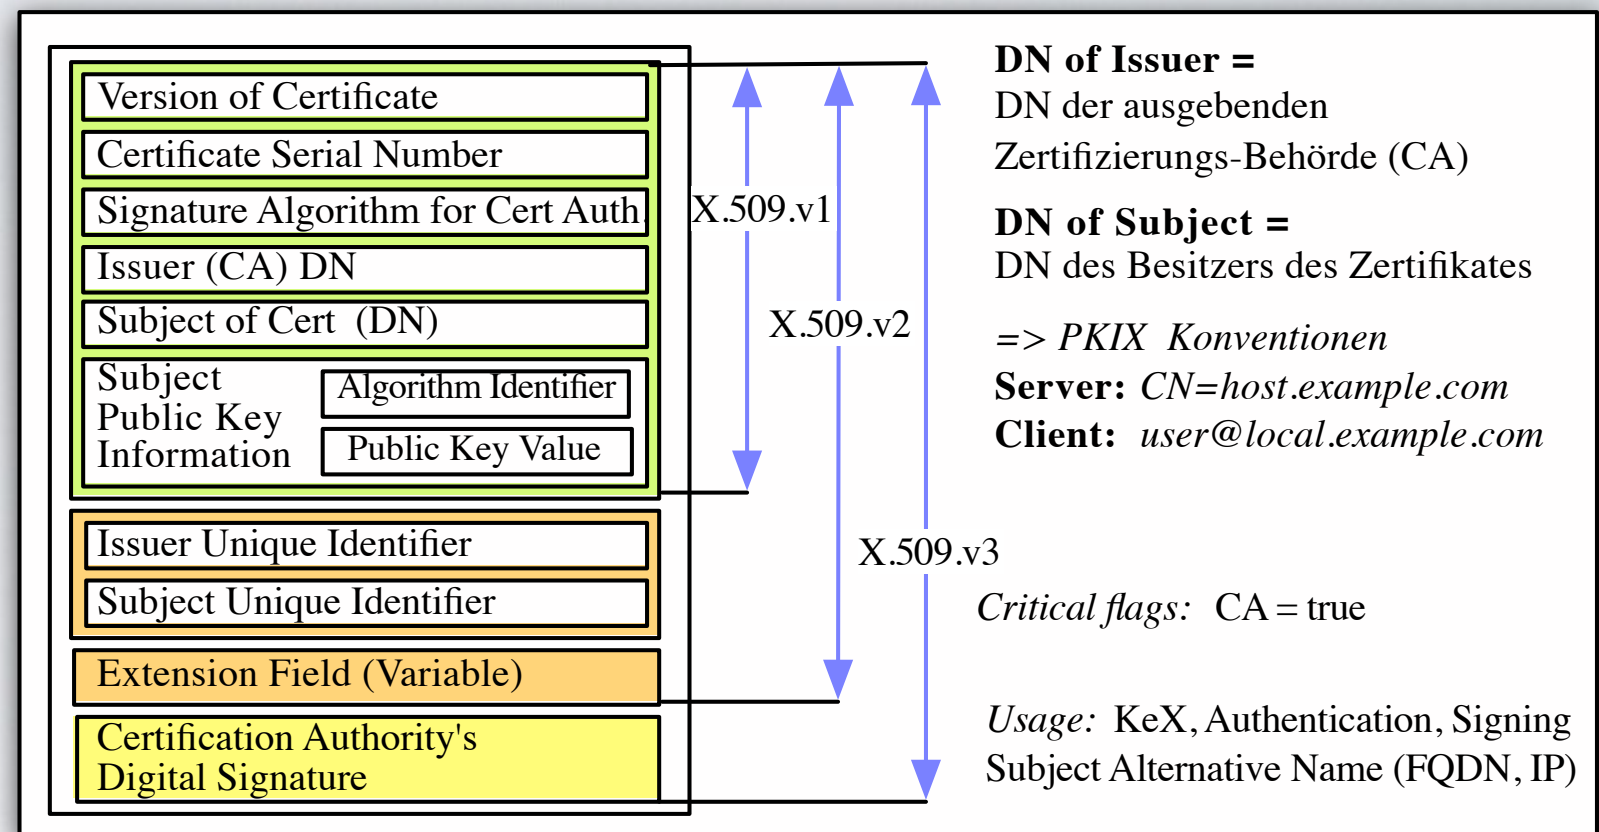 Version of Certificate
Certificate Serial Number
Signature Algorithm for Cert Auth.
Issuer (CA) DN
Subject of Cert (DN)
Subject
Public Key
Information
Algorithm Identifier
Public Key Value
Issuer Unique Identifier
Subject Unique Identifier
Extension Field (Variable)
Certification Authority's
Digital Signature
X.509.v1
X.509.v2
X.509.v3
DN of Issuer =
DN der ausgebenden
Zertifizierungs-Behörde (CA)
DN of Subject =
DN des Besitzers des Zertifikates
=> PKIX Konventionen
Server: CN=host.example.com
Client: user@local.example.com
Critical flags: CA = true
Usage: KeX, Authentication, Signing
Subject Alternative Name (FQDN, IP)